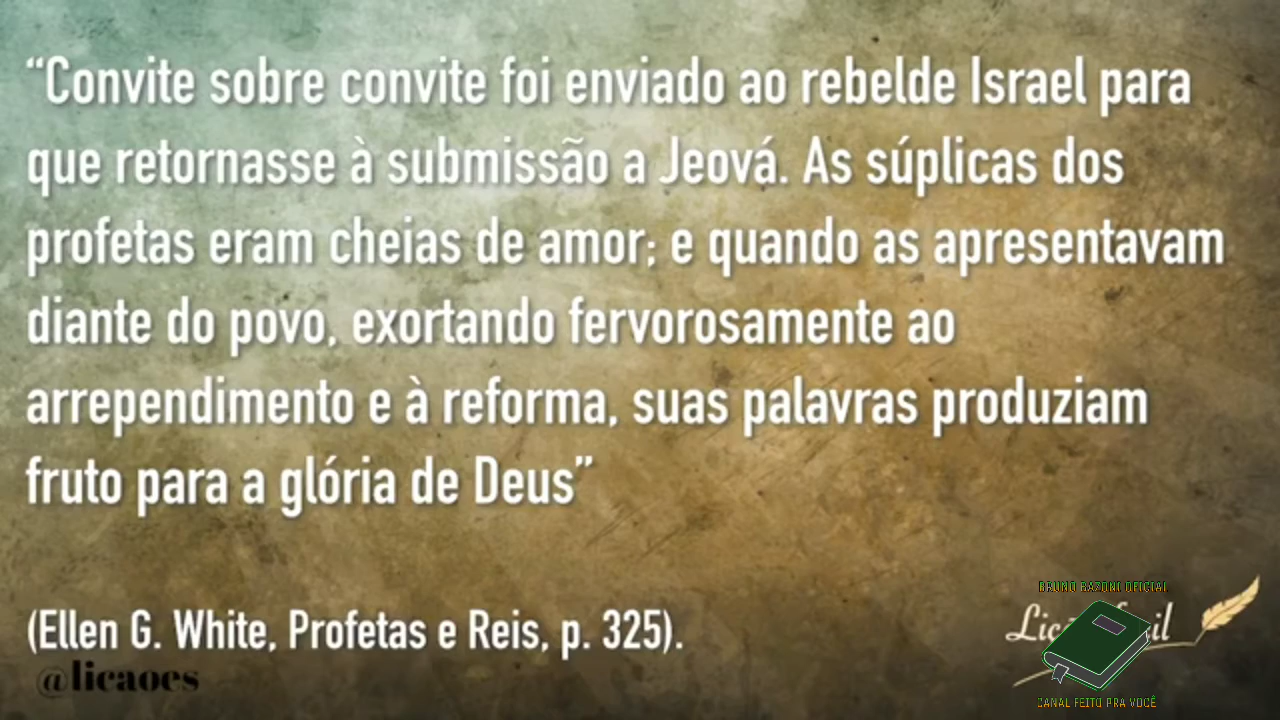 “Convite sobre convite foi enviado ao rebelde Israel para
que retornasse à submissão a Jeová. As súplicas dos
profetas eram cheias de amor; e quando as apresentavam
diante do povo, exortando fervorosamente ao
arrependimento e à reforma, suas palavras produziam
fruto para a glória de Deus”
(Ellen G. White, Profetas e Reis, p. 325).
@licaoes
BRUNO RAZONI OFICIAL
CANAL FEITO PRA VOCÊ